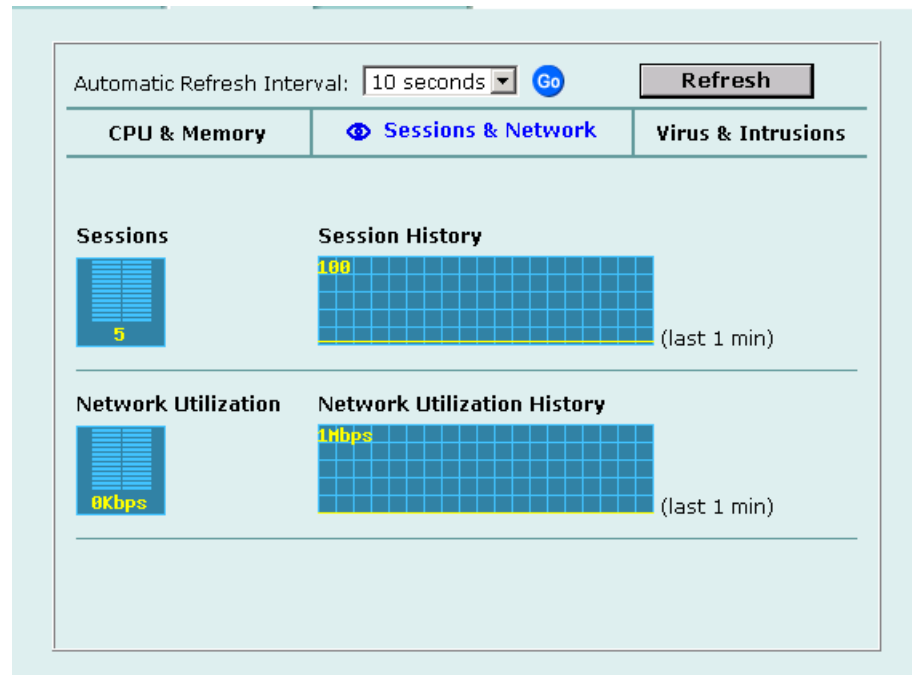 Automatic Refresh Interval: 10 seconds Go Refresh
CPU & Memory Sessions & Network Virus & Intrusions
Sessions Session History
100
5 (last 1 min)
Network Utilization Network Utilization History
1Mbps
0Kbps (last 1 min)